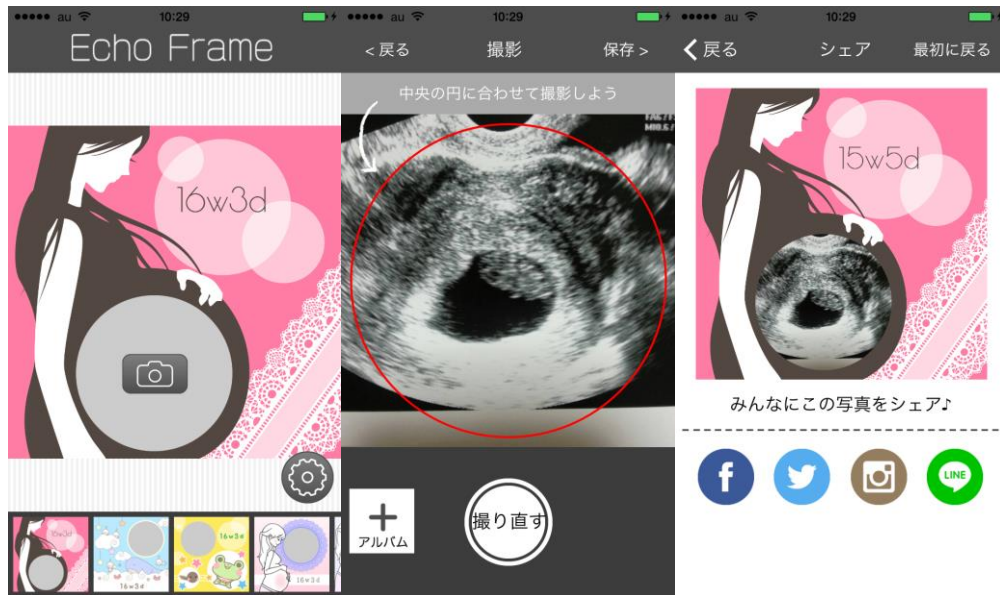 au 10:29
Echo Frame
16w3d
16w3d
16w3d
16w3d
16w3d
au 10:29
< 戻る 撮影 保存 >
中央の円に合わせて撮影しよう
アルバム
撮り直す
au 10:29
戻る シェア 最初に戻る
15w5d
みんなにこの写真をシェア♪
f
LINE